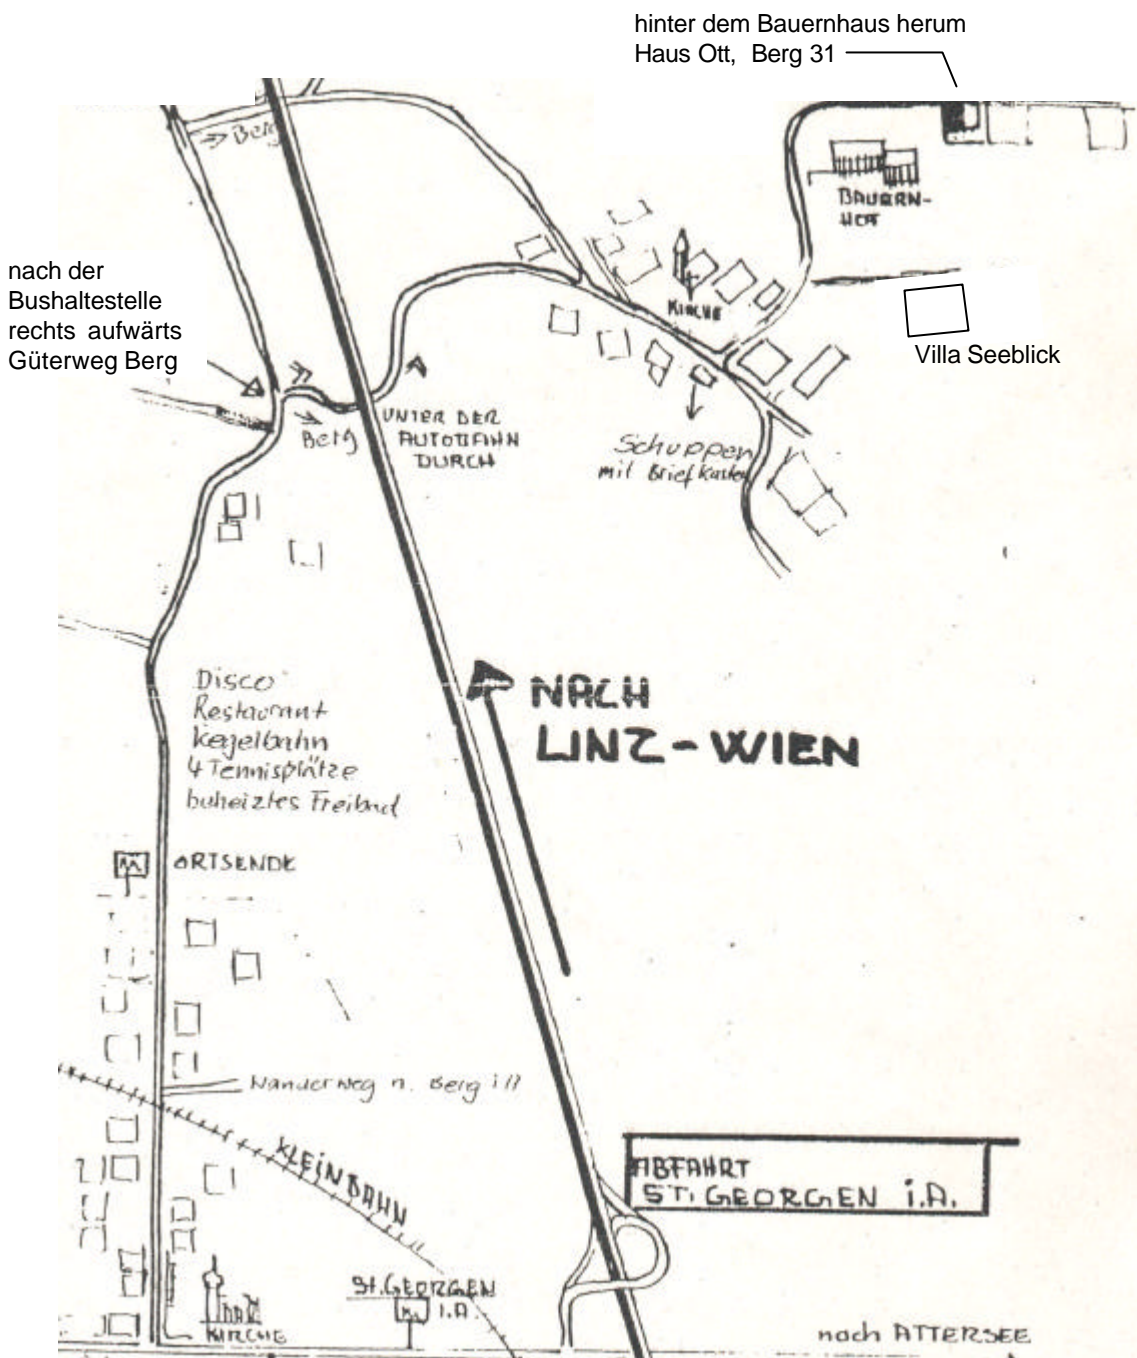 hinter dem Bauernhaus herum
Haus Ott, Berg 31
Berg
BAUERN-
HOF
nach der
Bushaltestelle
rechts aufwärts
Güterweg Berg
KIRCHE
Villa Seeblick
Berg
UNTER DER
AUTOBAHN
DURCH
Schuppen
mit Briefkasten
NACH
LINZ-WIEN
Disco
Restaurant
Kegelbahn
4 Tennisplätze
beheiztes Freibad
ORTSENDE
Wanderweg n. Berg
KLEINBAHN
ABFAHRT
ST. GEORGEN i.A.
St. GEORGEN
i.A.
KIRCHE
nach ATTERSEE